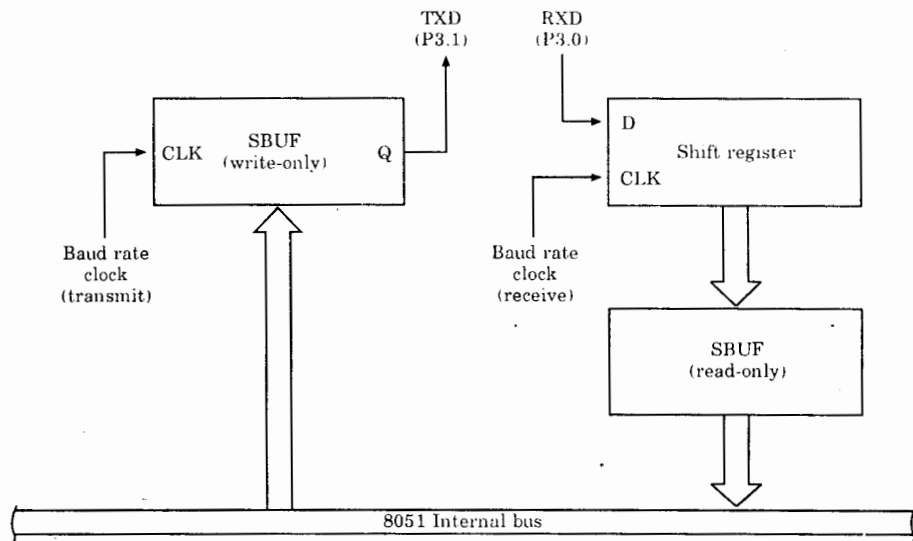 TXD
(P3.1)
RXD
(P3.0)
CLK
SBUF
(write-only)
Q
D
Shift register
CLK
Baud rate
clock
(transmit)
Baud rate
clock
(receive)
SBUF
(read-only)
8051 Internal bus